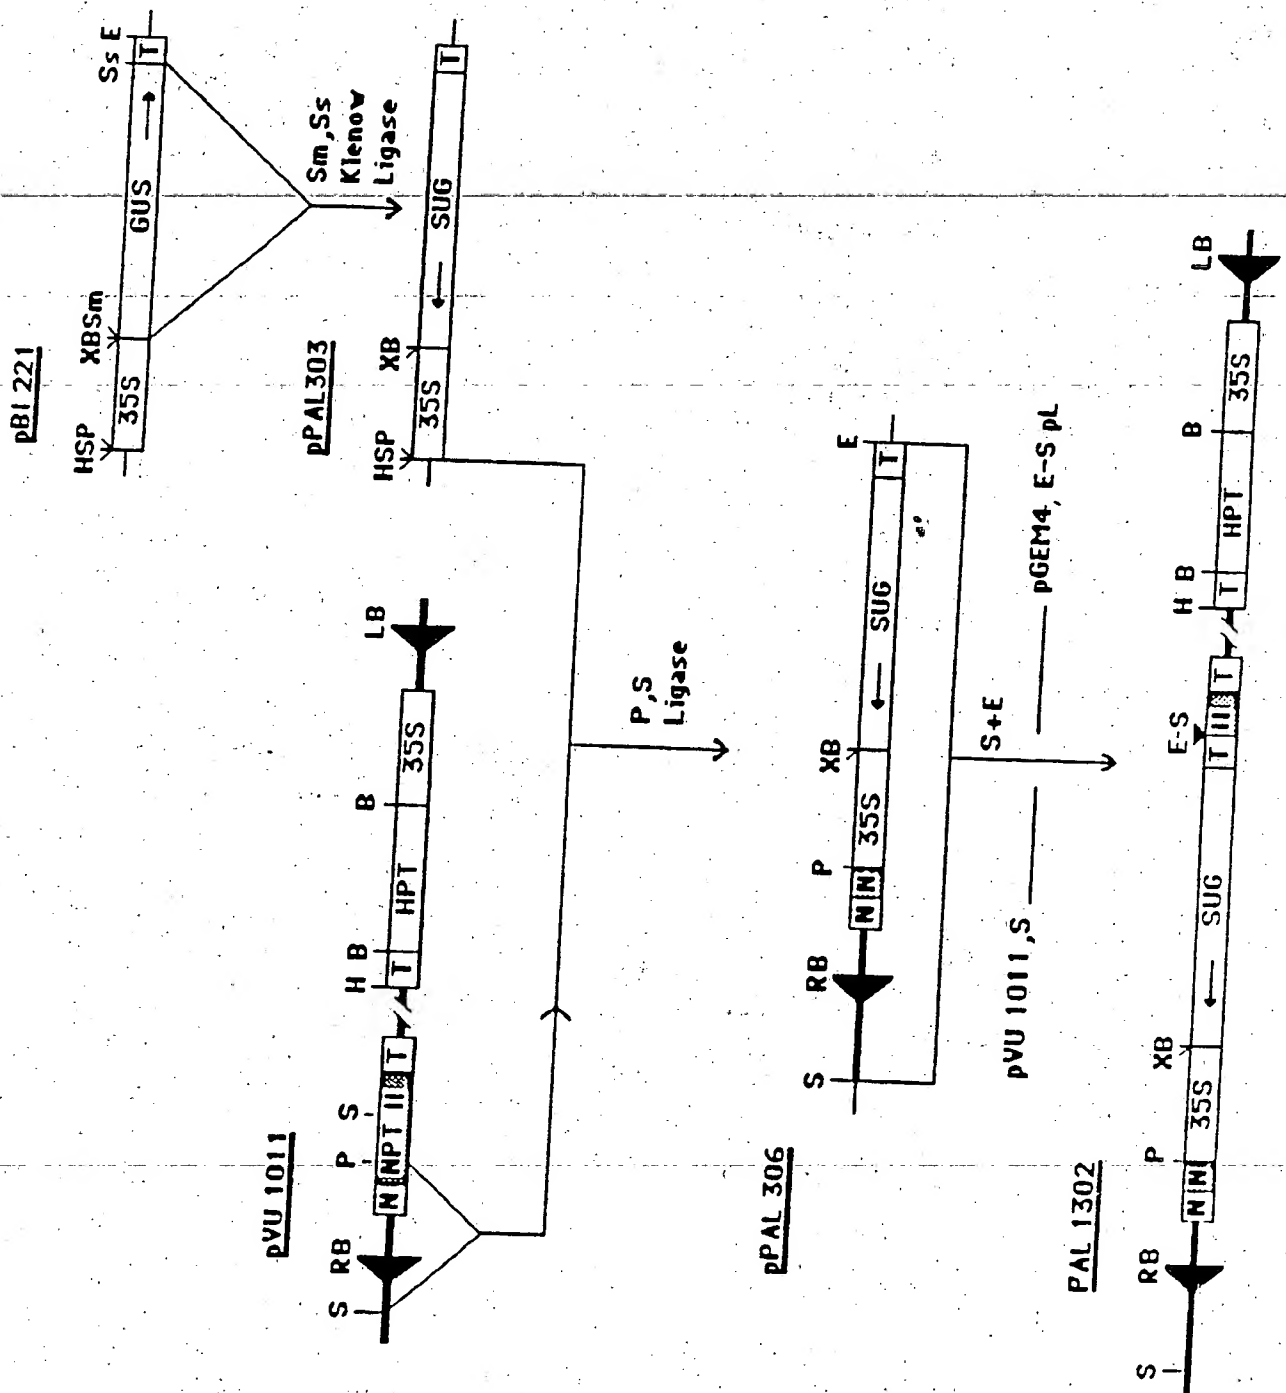 pBI 221
HSP
XBSm
Ss E
35S
GUS
T
Sm,Ss
Klenow
Ligase
pPAL303
HSP
XB
35S
SUG
T
pVU 1011
S
RB
P
S
H B
B
LB
N
NPT II
T
T
HPT
35S
P,S
Ligase
pPAL 306
S
RB
P
XB
E
N
N
35S
SUG
T
S+E
pVU 1011,S
pGEM4, E-S pL
PAL 1302
S
RB
P
XB
E-S
H B
B
LB
N
N
35S
SUG
T
II
T
T
HPT
35S